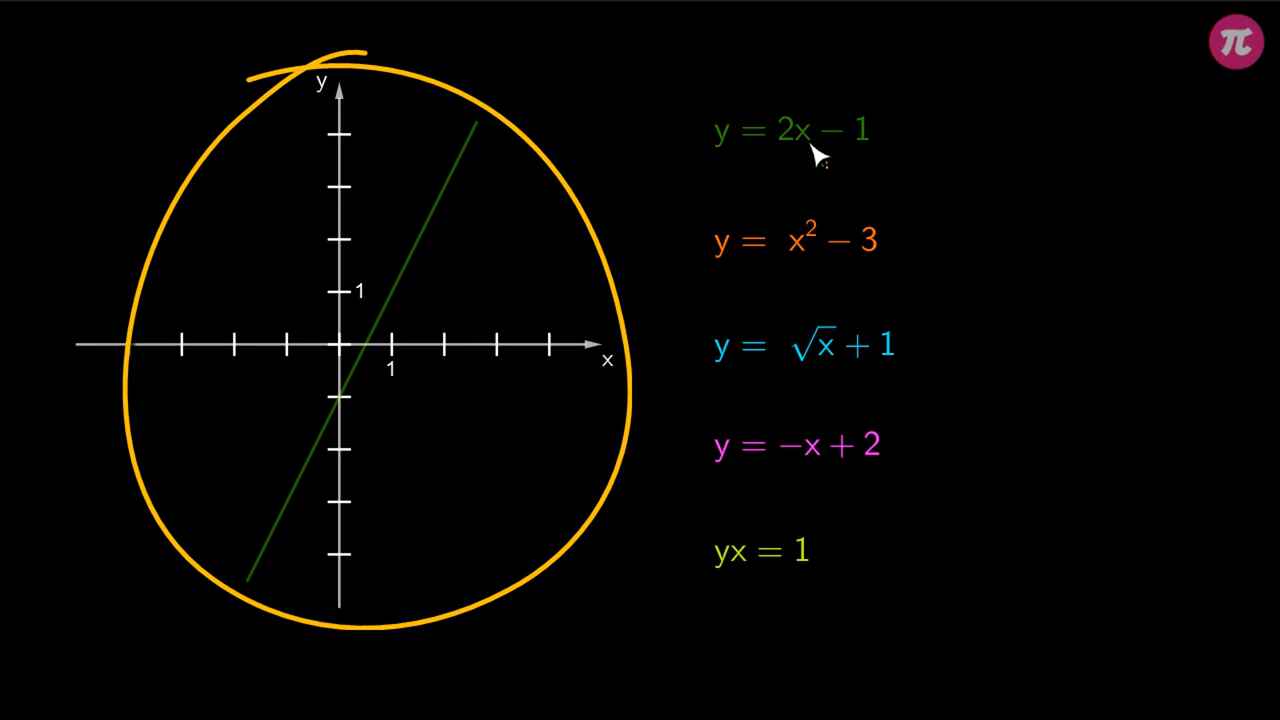 π
y
y = 2x − 1
y = x² − 3
1
y = √x + 1
x
1
y = −x + 2
yx = 1